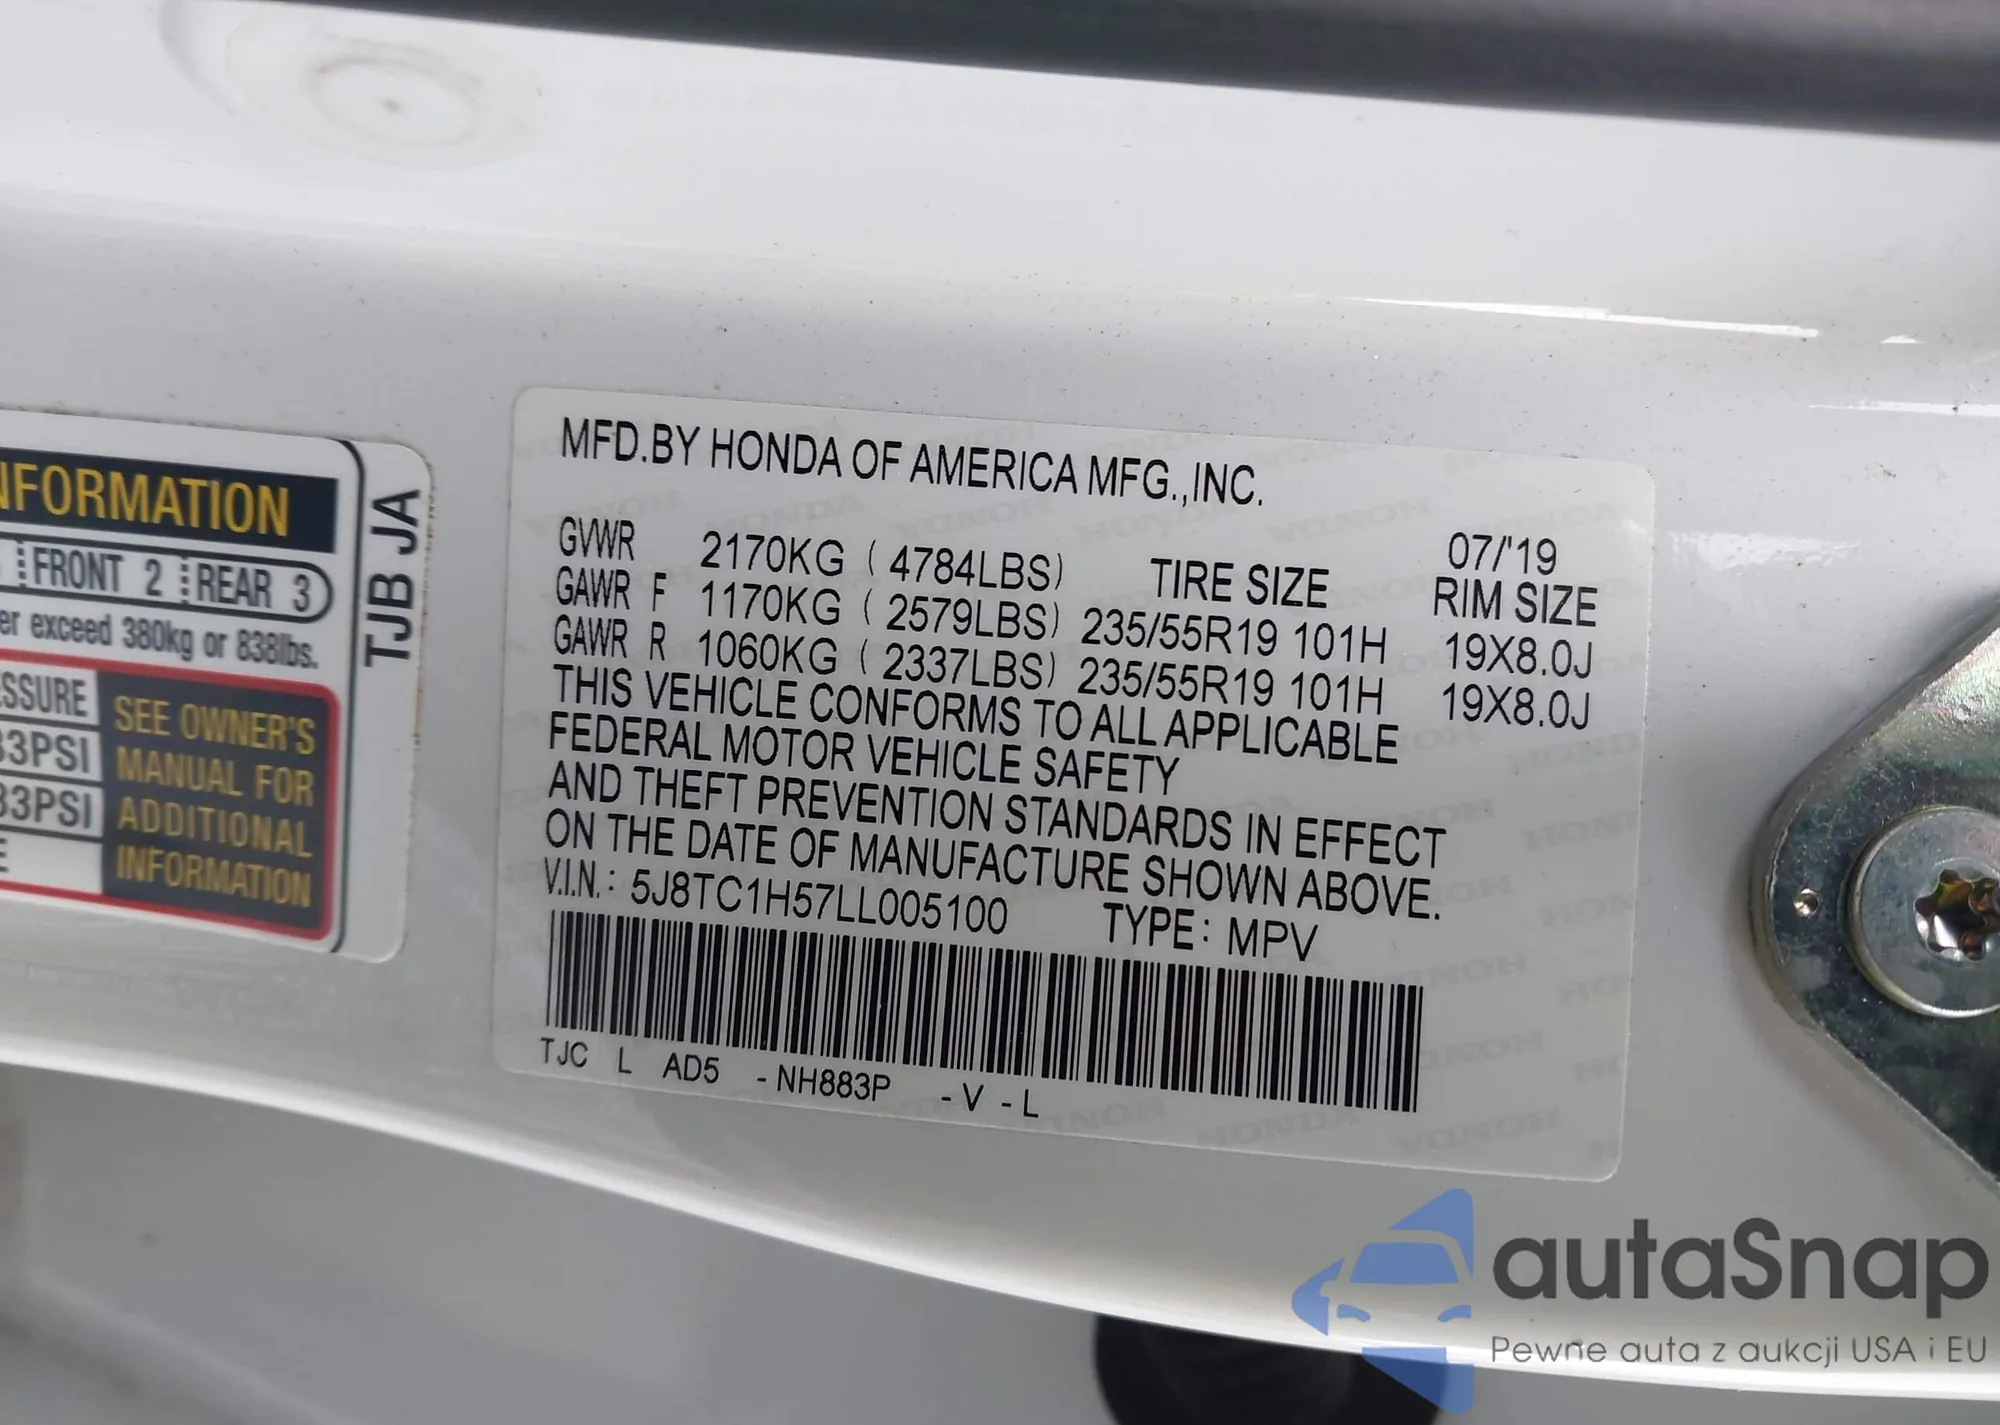 NFORMATION
FRONT 2 REAR 3
er exceed 380kg or 838lbs.
SSURE
33PSI
33PSI
E
SEE OWNER'S
MANUAL FOR
ADDITIONAL
INFORMATION
TJB JA
MFD.BY HONDA OF AMERICA MFG.,INC.
07/'19
GVWR 2170KG ( 4784LBS) TIRE SIZE RIM SIZE
GAWR F 1170KG ( 2579LBS) 235/55R19 101H 19X8.0J
GAWR R 1060KG ( 2337LBS) 235/55R19 101H 19X8.0J
THIS VEHICLE CONFORMS TO ALL APPLICABLE
FEDERAL MOTOR VEHICLE SAFETY
AND THEFT PREVENTION STANDARDS IN EFFECT
ON THE DATE OF MANUFACTURE SHOWN ABOVE.
V.I.N.: 5J8TC1H57LL005100 TYPE: MPV
TJC L AD5 -NH883P -V -L
autaSnap
Pewne auta z aukcji USA i EU